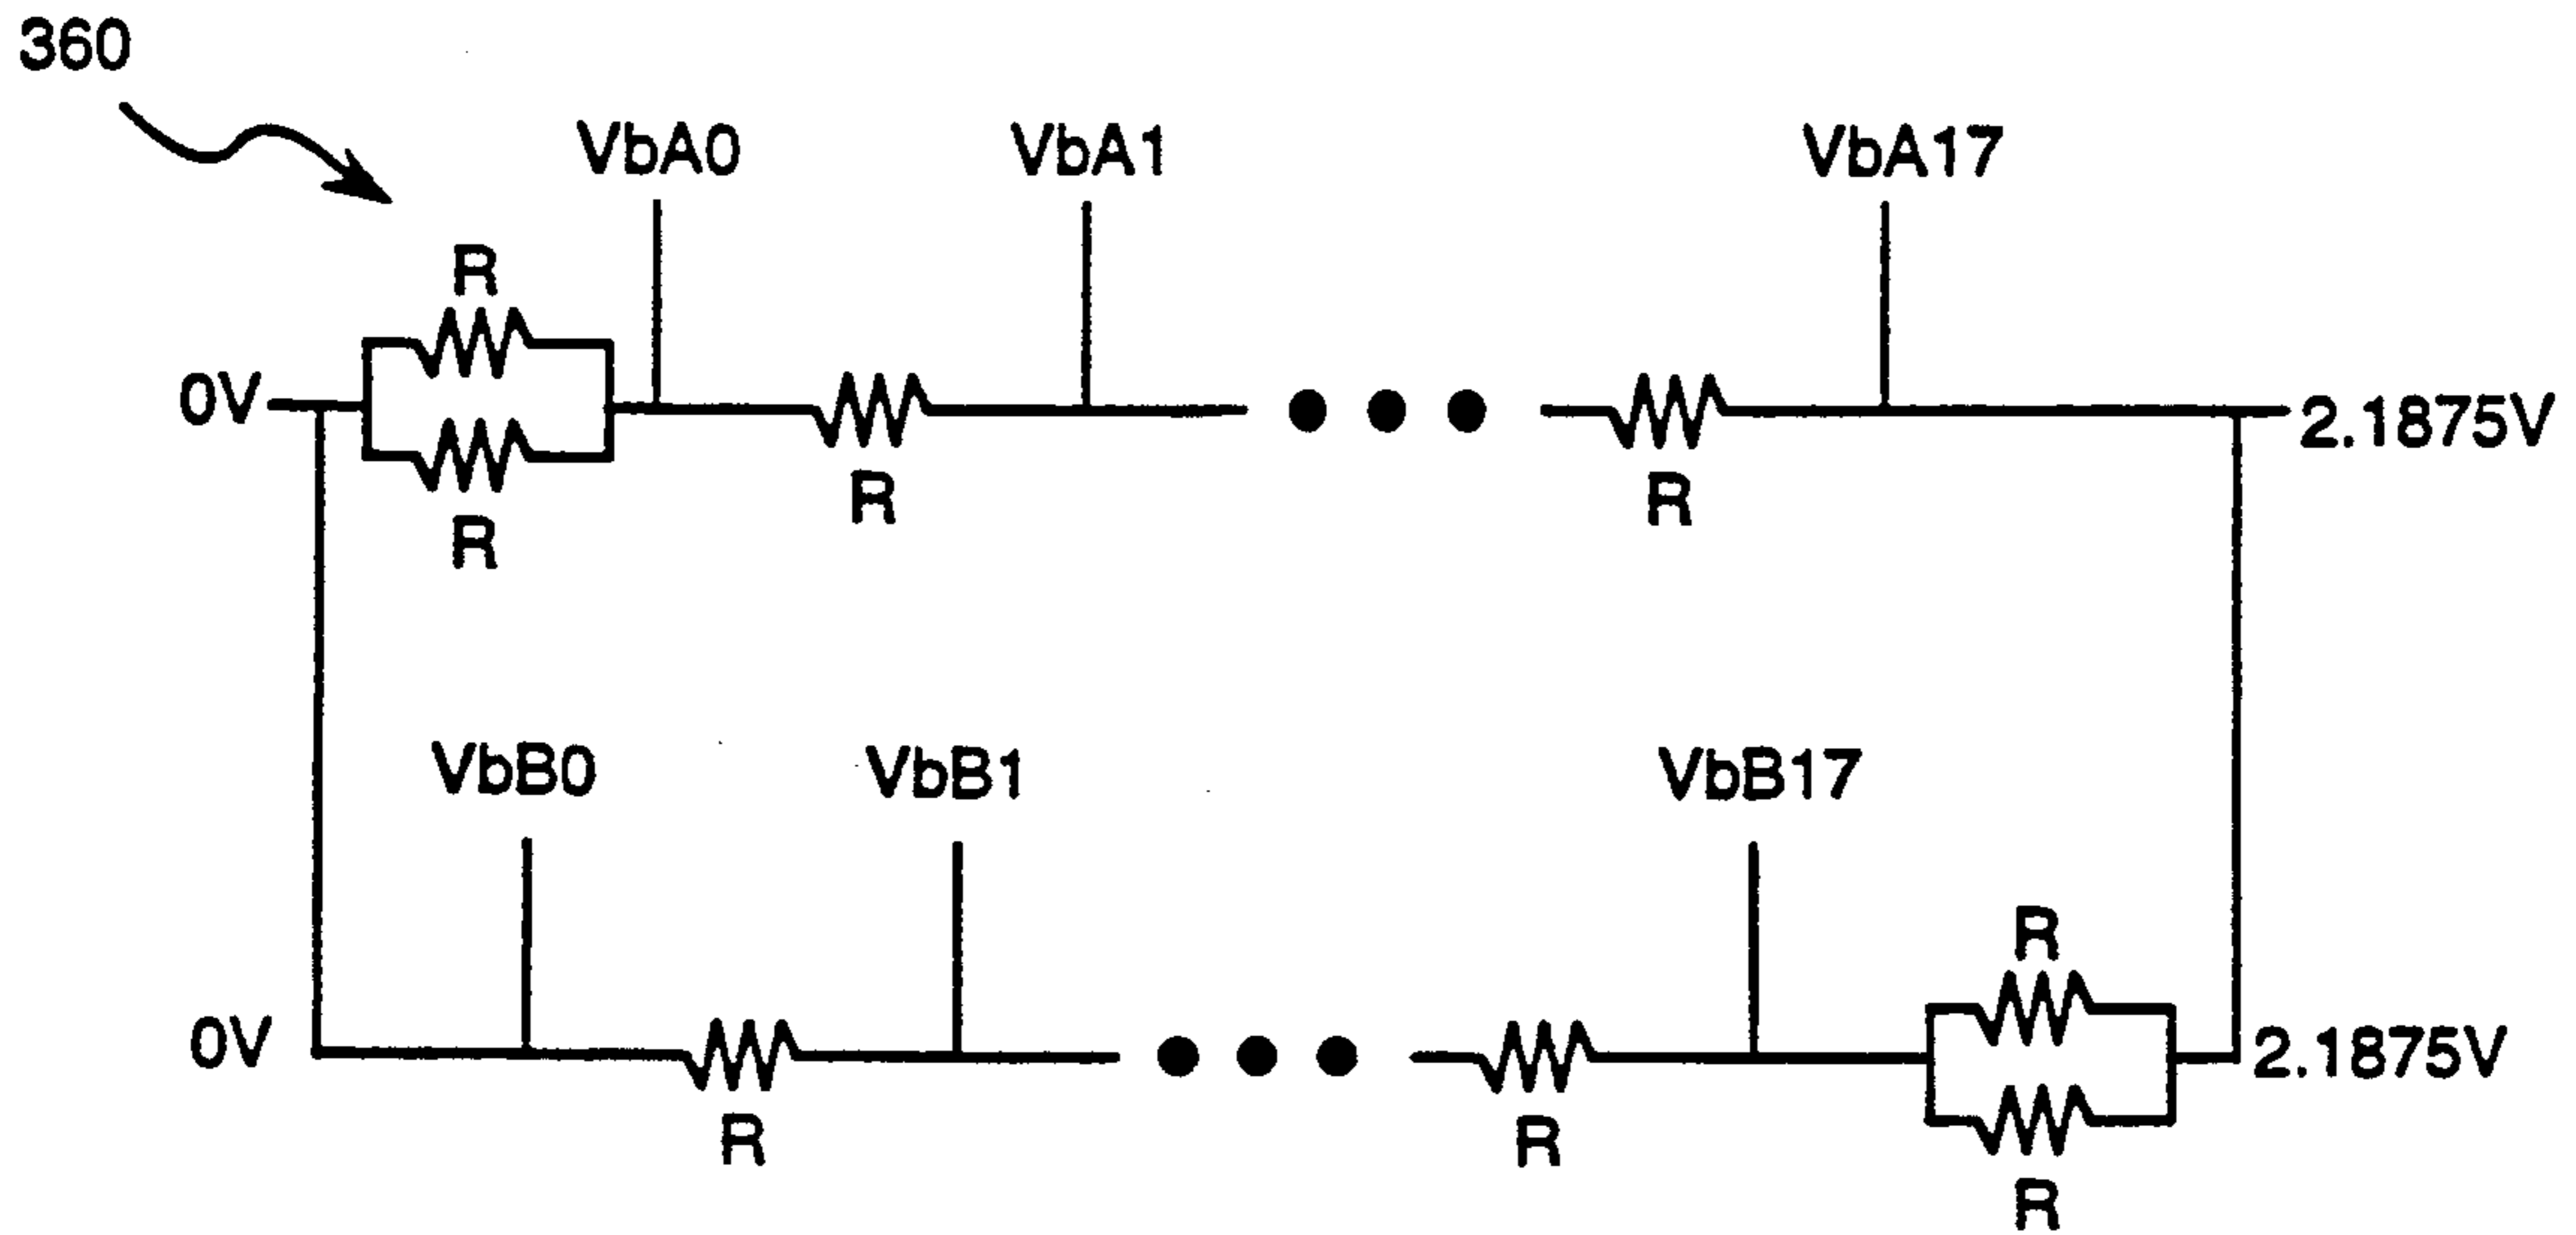 360
VbA0 VbA1 VbA17
R
0V 2.1875V
R R
R
VbB0 VbB1 VbB17
R
0V 2.1875V
R R
R